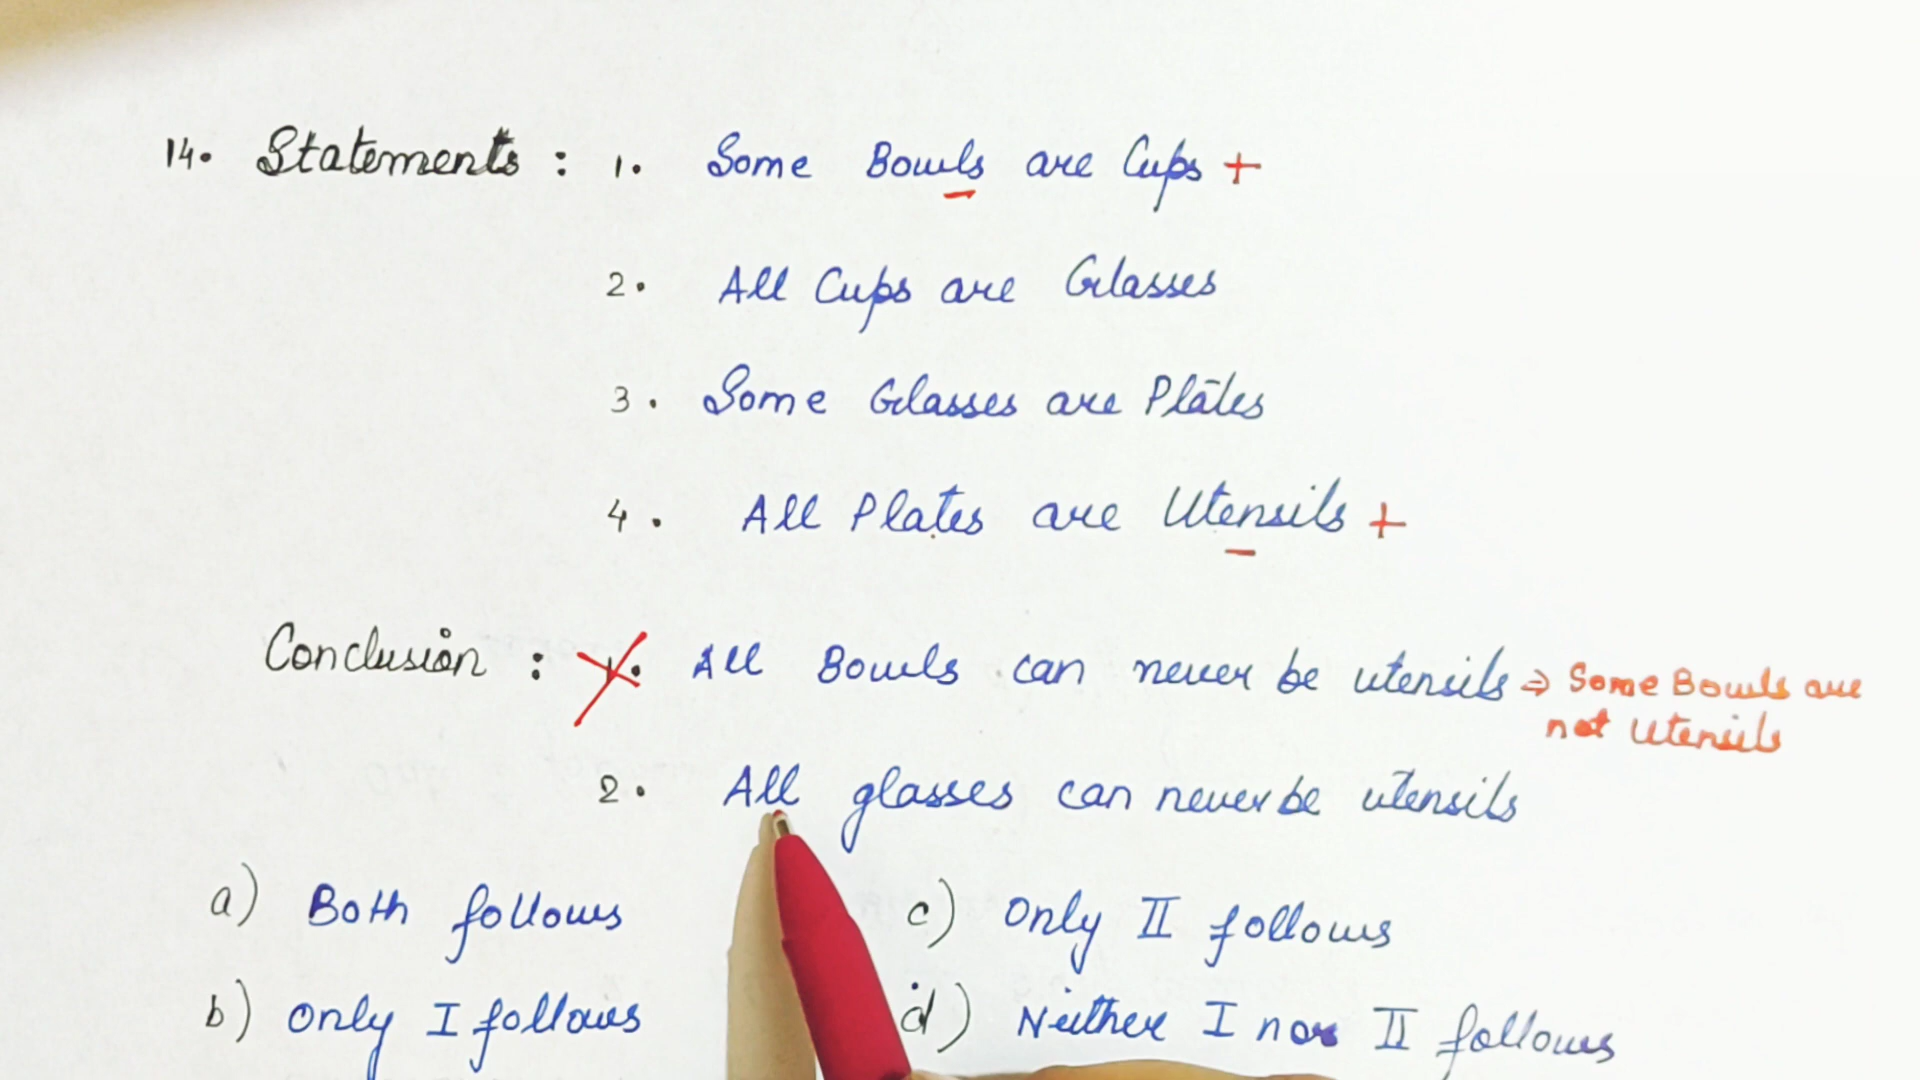 14. Statements : 1. Some Bowls are Cups +
2. All Cups are Glasses
3. Some Glasses are Plates
4. All Plates are Utensils +
Conclusion : 1. All Bowls can never be utensils ⇒ Some Bowls are
not Utensils
2. All glasses can never be utensils
a) Both follows c) Only II follows
b) Only I follows d) Neither I nor II follows